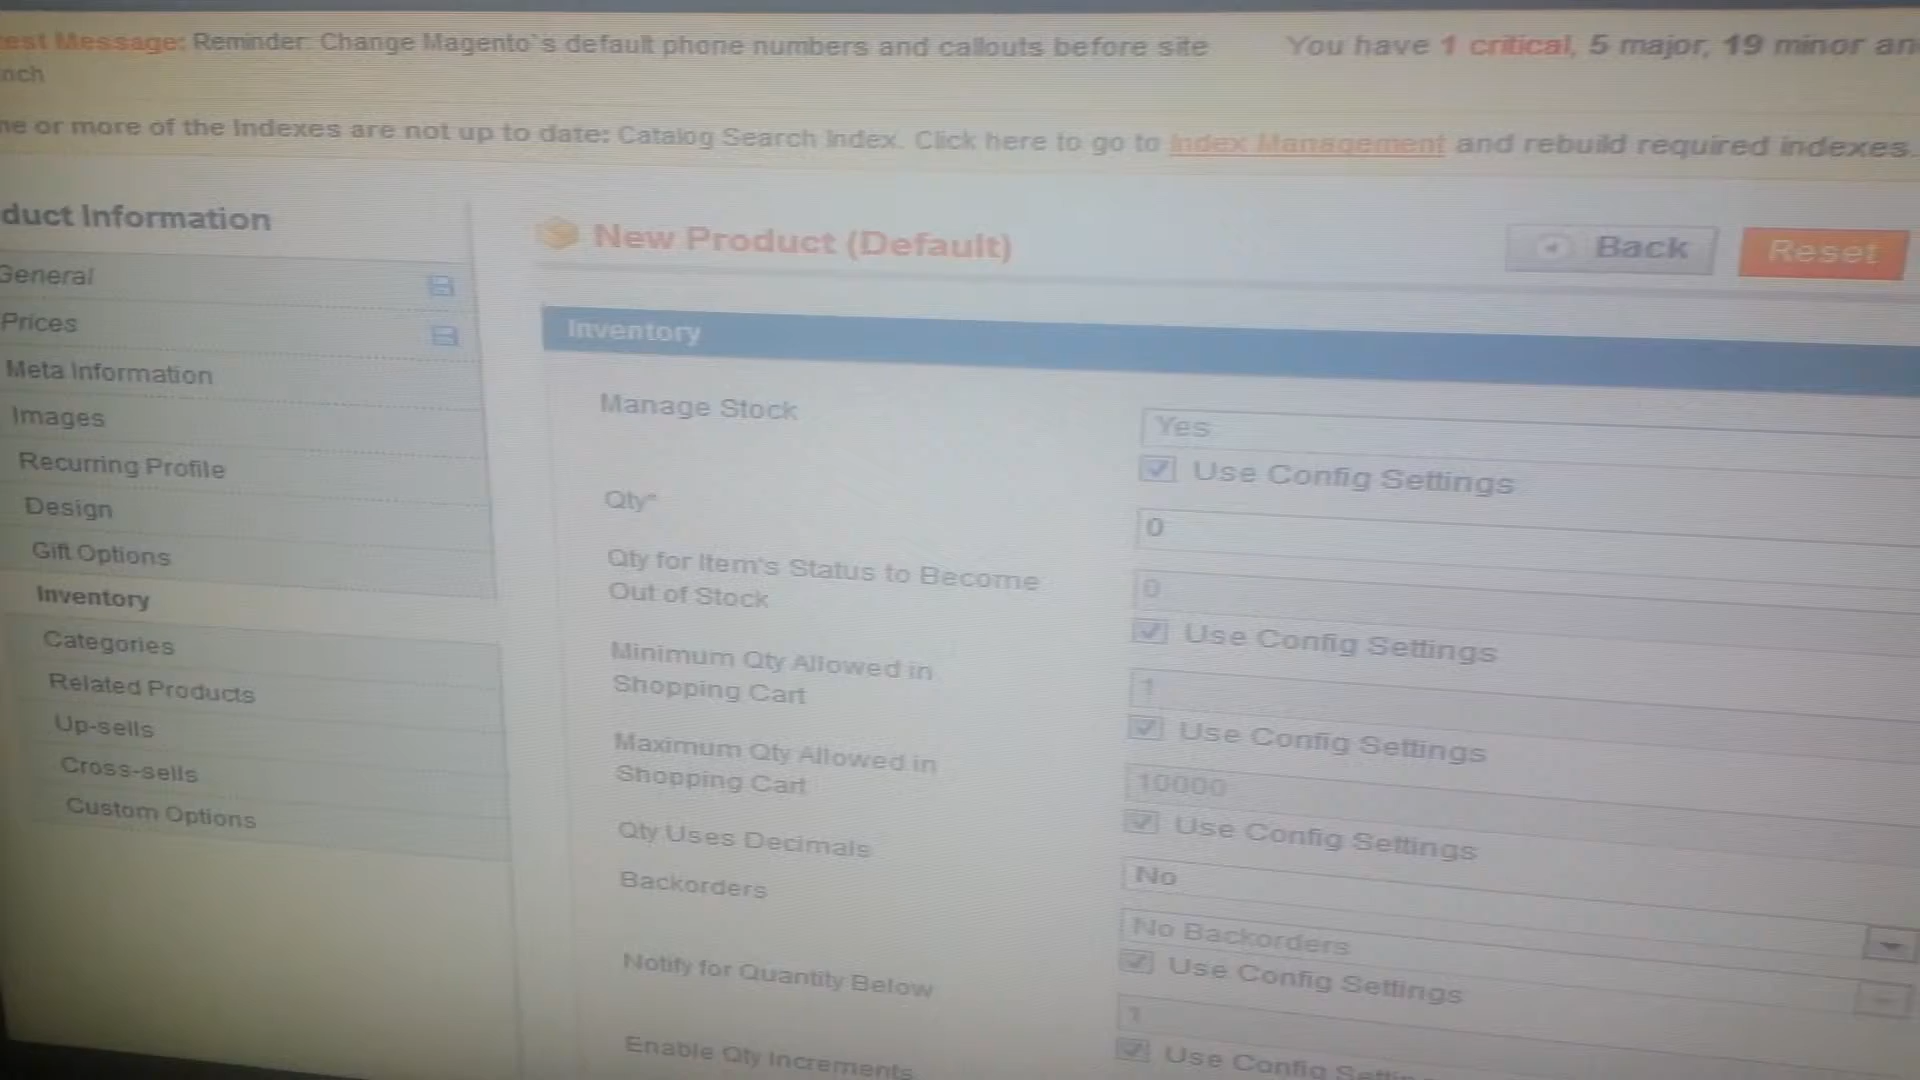 est Message: Reminder: Change Magento`s default phone numbers and callouts before site
nch
You have 1 critical, 5 major, 19 minor an
ne or more of the Indexes are not up to date: Catalog Search Index. Click here to go to Index Management and rebuild required indexes.
duct Information
General
Prices
Meta Information
Images
Recurring Profile
Design
Gift Options
Inventory
Categories
Related Products
Up-sells
Cross-sells
Custom Options
New Product (Default)
Back
Reset
Inventory
Manage Stock
Yes
Use Config Settings
Qty*
0
Qty for Item's Status to Become
Out of Stock
0
Use Config Settings
Minimum Qty Allowed in
Shopping Cart
1
Use Config Settings
Maximum Qty Allowed in
Shopping Cart
10000
Use Config Settings
Qty Uses Decimals
No
Backorders
No Backorders
Use Config Settings
Notify for Quantity Below
1
Use Config Settin
Enable Qty Increments